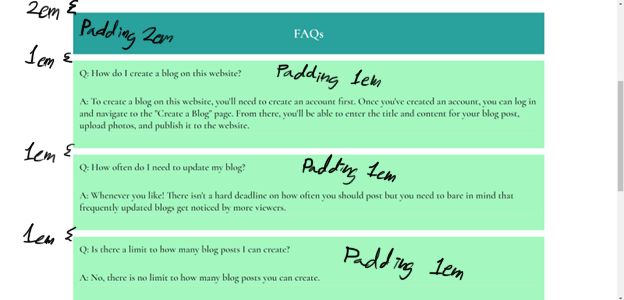 2em {
Padding 2em
FAQs
1em {
Q: How do I create a blog on this website?
Padding 1em
A: To create a blog on this website, you'll need to create an account first. Once you've created an account, you can log in
and navigate to the "Create a Blog" page. From there, you'll be able to enter the title and content for your blog post,
upload photos, and publish it to the website.
1em {
Q: How often do I need to update my blog?
Padding 1em
A: Whenever you like! There isn't a hard deadline on how often you should post but you need to bare in mind that
frequently updated blogs get noticed by more viewers.
1em {
Q: Is there a limit to how many blog posts I can create?
Padding 1em
A: No, there is no limit to how many blog posts you can create.